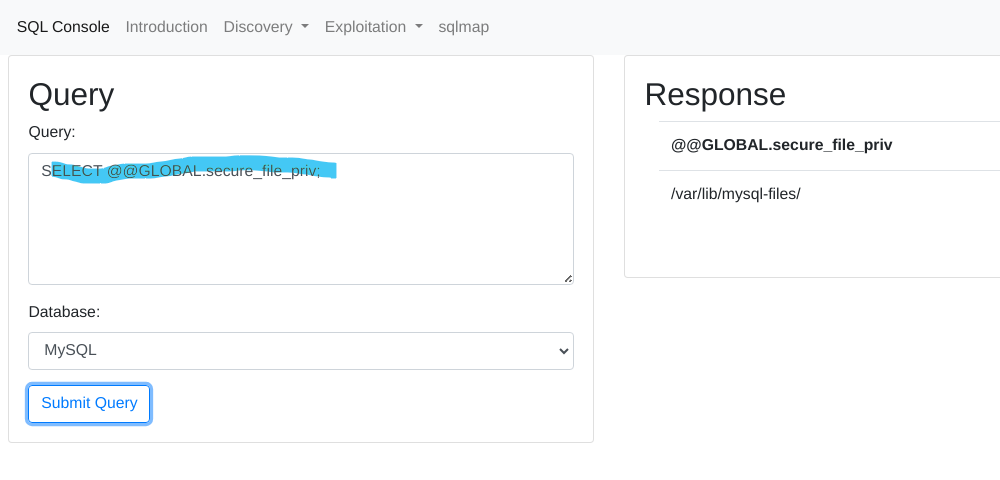 SQL Console Introduction Discovery Exploitation sqlmap
Query
Query:
SELECT @@GLOBAL.secure_file_priv;
Database:
MySQL
Submit Query
Response
@@GLOBAL.secure_file_priv
/var/lib/mysql-files/